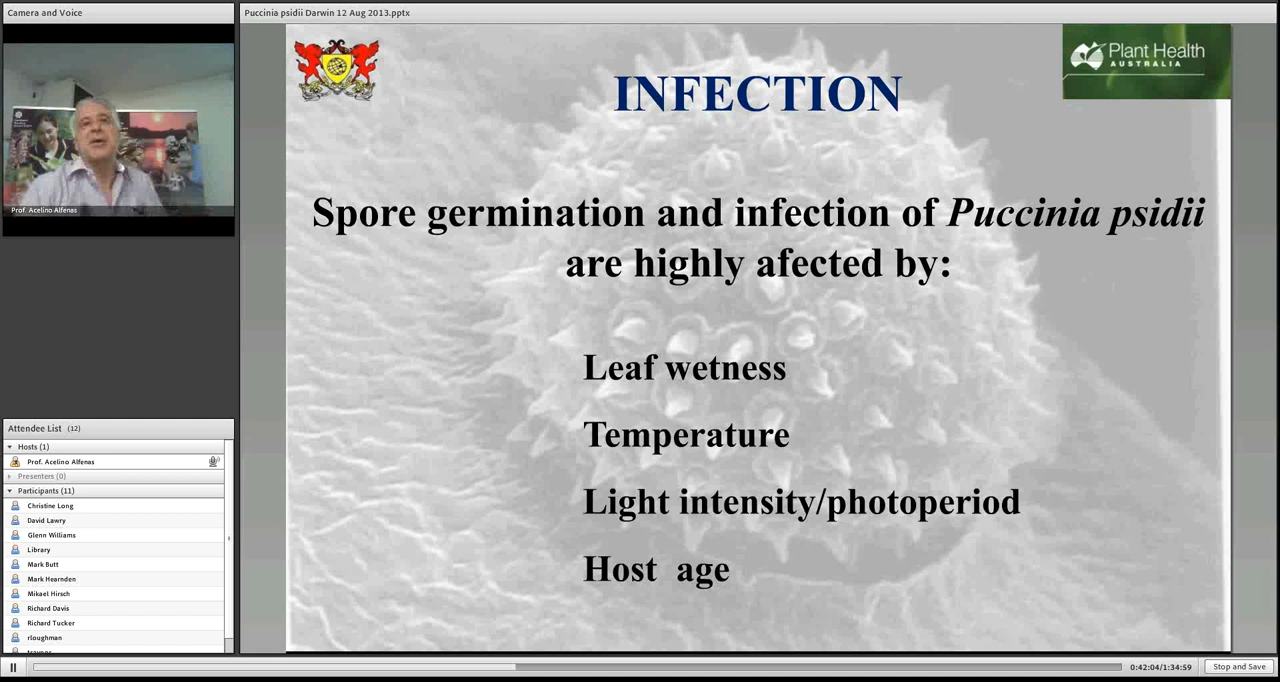 Camera and Voice
Prof. Acelino Alfenas
Attendee List (12)
Hosts (1)
Prof. Acelino Alfenas
Presenters (0)
Participants (11)
Christine Long
David Lawry
Glenn Williams
Library
Mark Butt
Mark Hearnden
Mikael Hirsch
Richard Davis
Richard Tucker
rloughman
Puccinia psidii Darwin 12 Aug 2013.pptx
Plant Health
AUSTRALIA
INFECTION
Spore germination and infection of Puccinia psidii
are highly afected by:
Leaf wetness
Temperature
Light intensity/photoperiod
Host age
0:42:04/1:34:59
Stop and Save